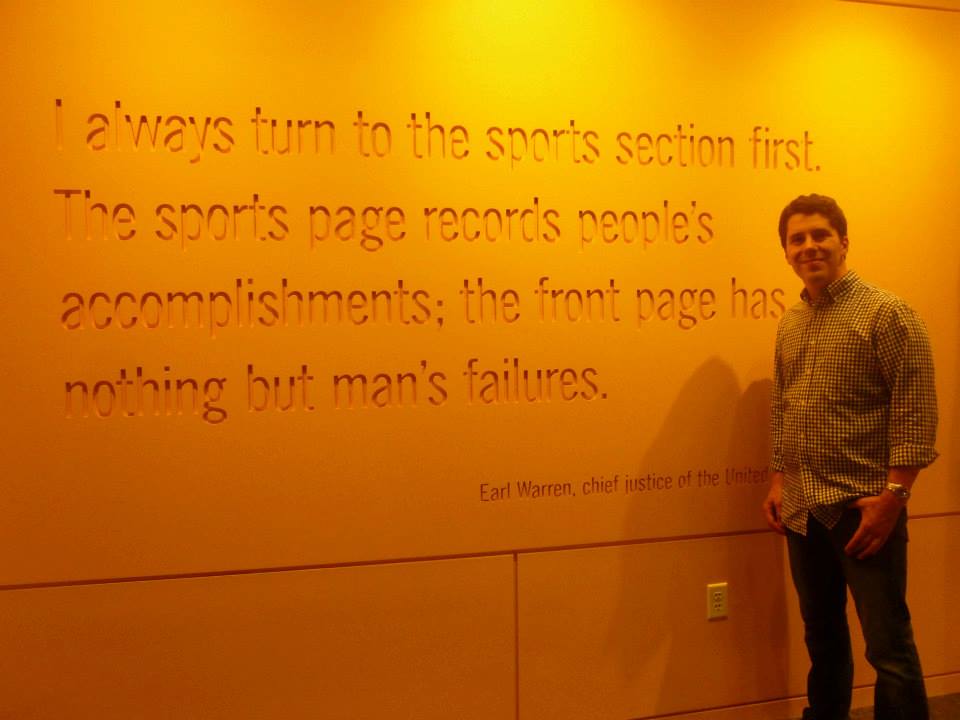 I always turn to the sports section first.
The sports page records people's
accomplishments; the front page has
nothing but man's failures.
Earl Warren, chief justice of the United